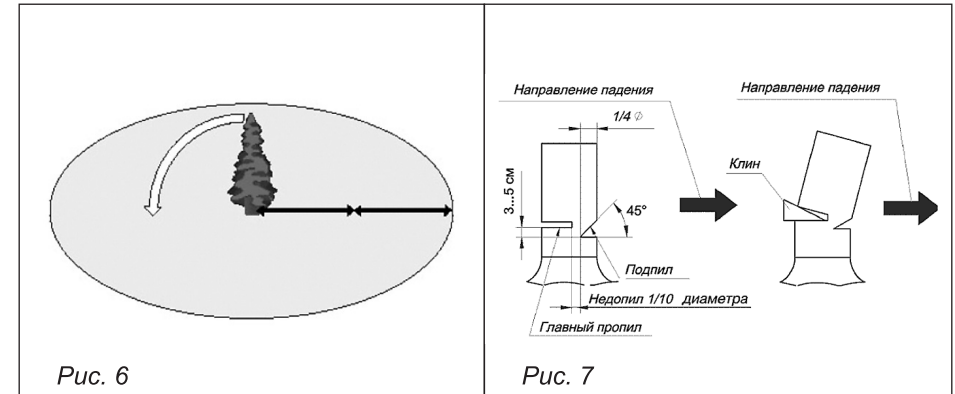 Направление падения
Направление падения
1/4 ∅
Клин
3...5 см
45°
Подпил
Недопил 1/10 диаметра
Главный пропил
Рис. 6
Рис. 7